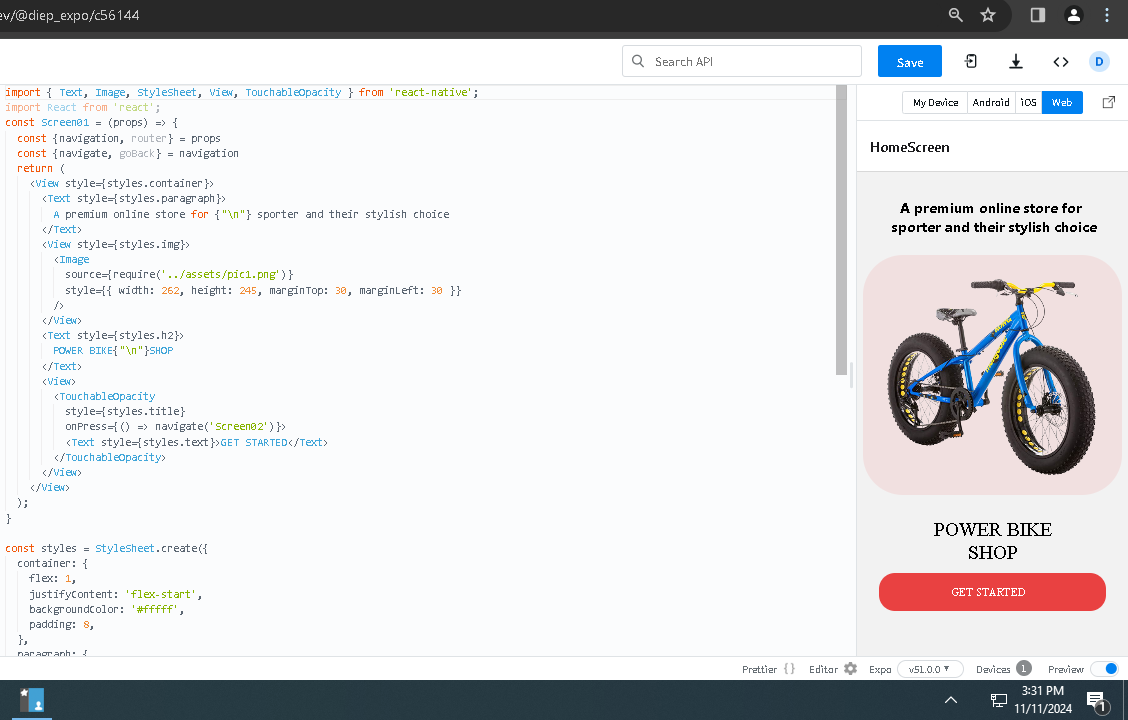 ev/@diep_expo/c56144
Search API
Save
D
import { Text, Image, StyleSheet, View, TouchableOpacity } from 'react-native';
import React from 'react';
const Screen01 = (props) => {
const {navigation, router} = props
const {navigate, goBack} = navigation
return (
<View style={styles.container}>
<Text style={styles.paragraph}>
A premium online store for {"\n"} sporter and their stylish choice
</Text>
<View style={styles.img}>
<Image
source={require('../assets/pic1.png')}
style={{ width: 262, height: 245, marginTop: 30, marginLeft: 30 }}
/>
</View>
<Text style={styles.h2}>
POWER BIKE{"\n"}SHOP
</Text>
<View>
<TouchableOpacity
style={styles.title}
onPress={() => navigate('Screen02')}>
<Text style={styles.text}>GET STARTED</Text>
</TouchableOpacity>
</View>
</View>
);
}
const styles = StyleSheet.create({
container: {
flex: 1,
justifyContent: 'flex-start',
backgroundColor: '#fffff',
padding: 8,
},
paragraph: {
My Device Android iOS Web
HomeScreen
A premium online store for
sporter and their stylish choice
POWER BIKE
SHOP
GET STARTED
Prettier {} Editor Expo v51.0.0 Devices 1 Preview
3:31 PM
11/11/2024
1